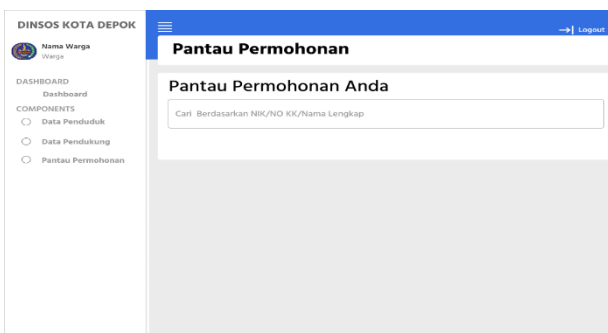 DINSOS KOTA DEPOK
Nama Warga
Warga
DASHBOARD
Dashboard
COMPONENTS
Data Penduduk
Data Pendukung
Pantau Permohonan
Logout
Pantau Permohonan
Pantau Permohonan Anda
Cari Berdasarkan NIK/NO KK/Nama Lengkap